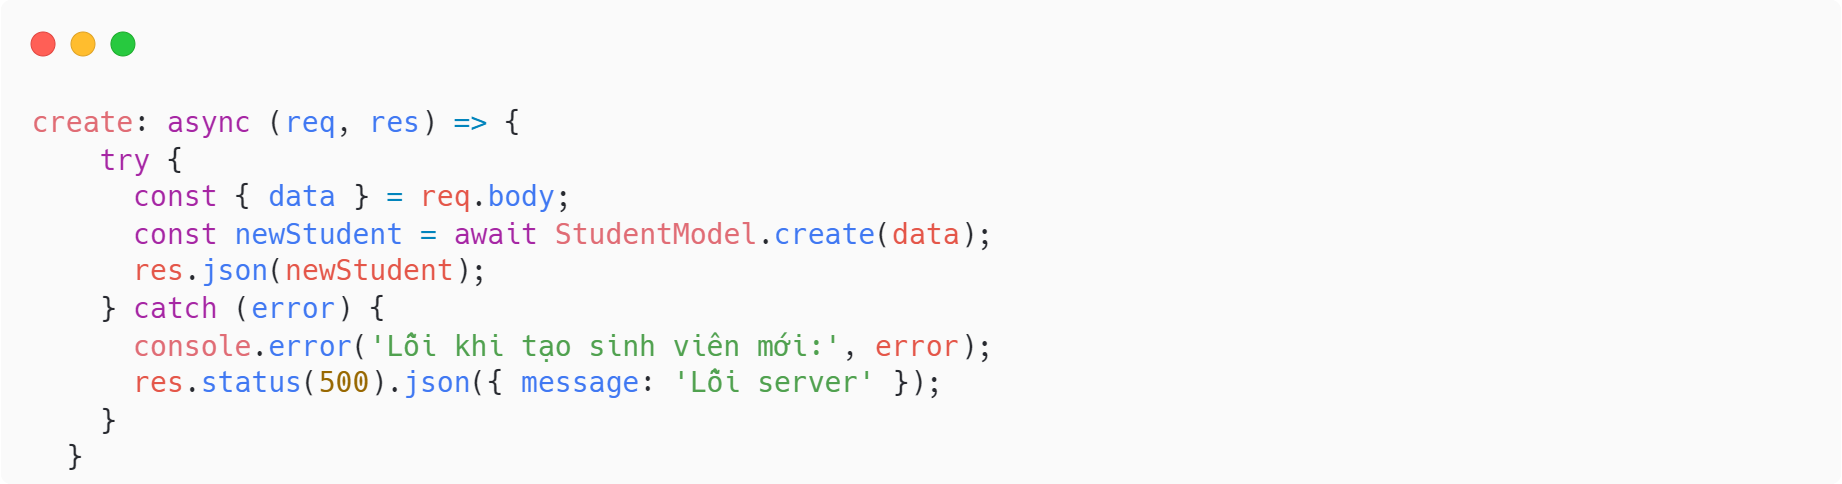 create: async (req, res) => {
    try {
      const { data } = req.body;
      const newStudent = await StudentModel.create(data);
      res.json(newStudent);
    } catch (error) {
      console.error('Lỗi khi tạo sinh viên mới:', error);
      res.status(500).json({ message: 'Lỗi server' });
    }
  }